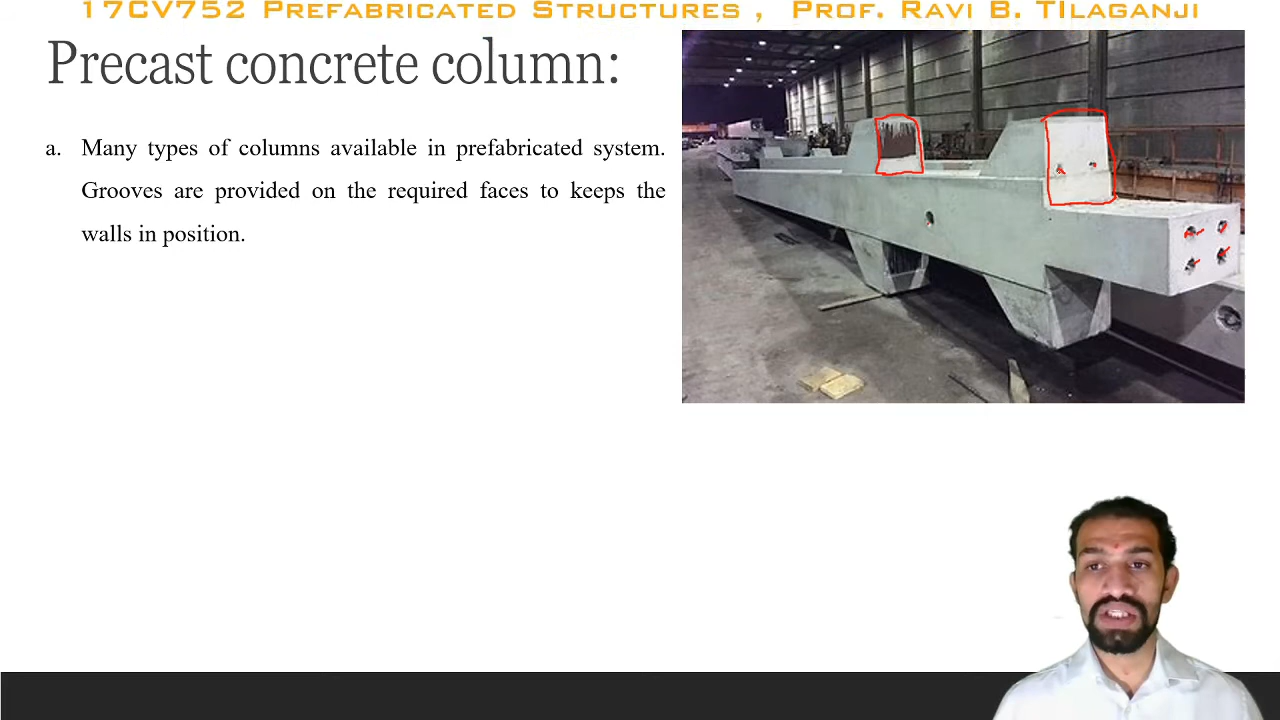 17CV752 Prefabricated Structures , Prof. Ravi B. TIlaganji
Precast concrete column:
a. Many types of columns available in prefabricated system.
Grooves are provided on the required faces to keeps the
walls in position.